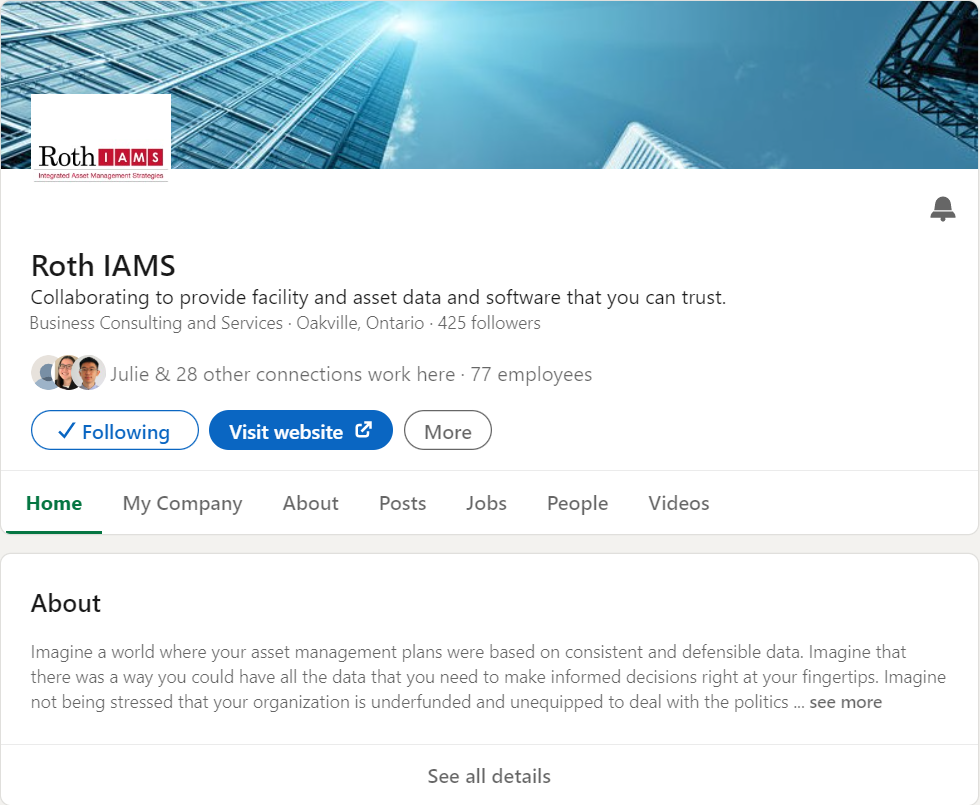 Roth IAMS
Integrated Asset Management Strategies
Roth IAMS
Collaborating to provide facility and asset data and software that you can trust.
Business Consulting and Services · Oakville, Ontario · 425 followers
Julie & 28 other connections work here · 77 employees
Following
Visit website
More
Home
My Company
About
Posts
Jobs
People
Videos
About
Imagine a world where your asset management plans were based on consistent and defensible data. Imagine that
there was a way you could have all the data that you need to make informed decisions right at your fingertips. Imagine
not being stressed that your organization is underfunded and unequipped to deal with the politics ... see more
See all details